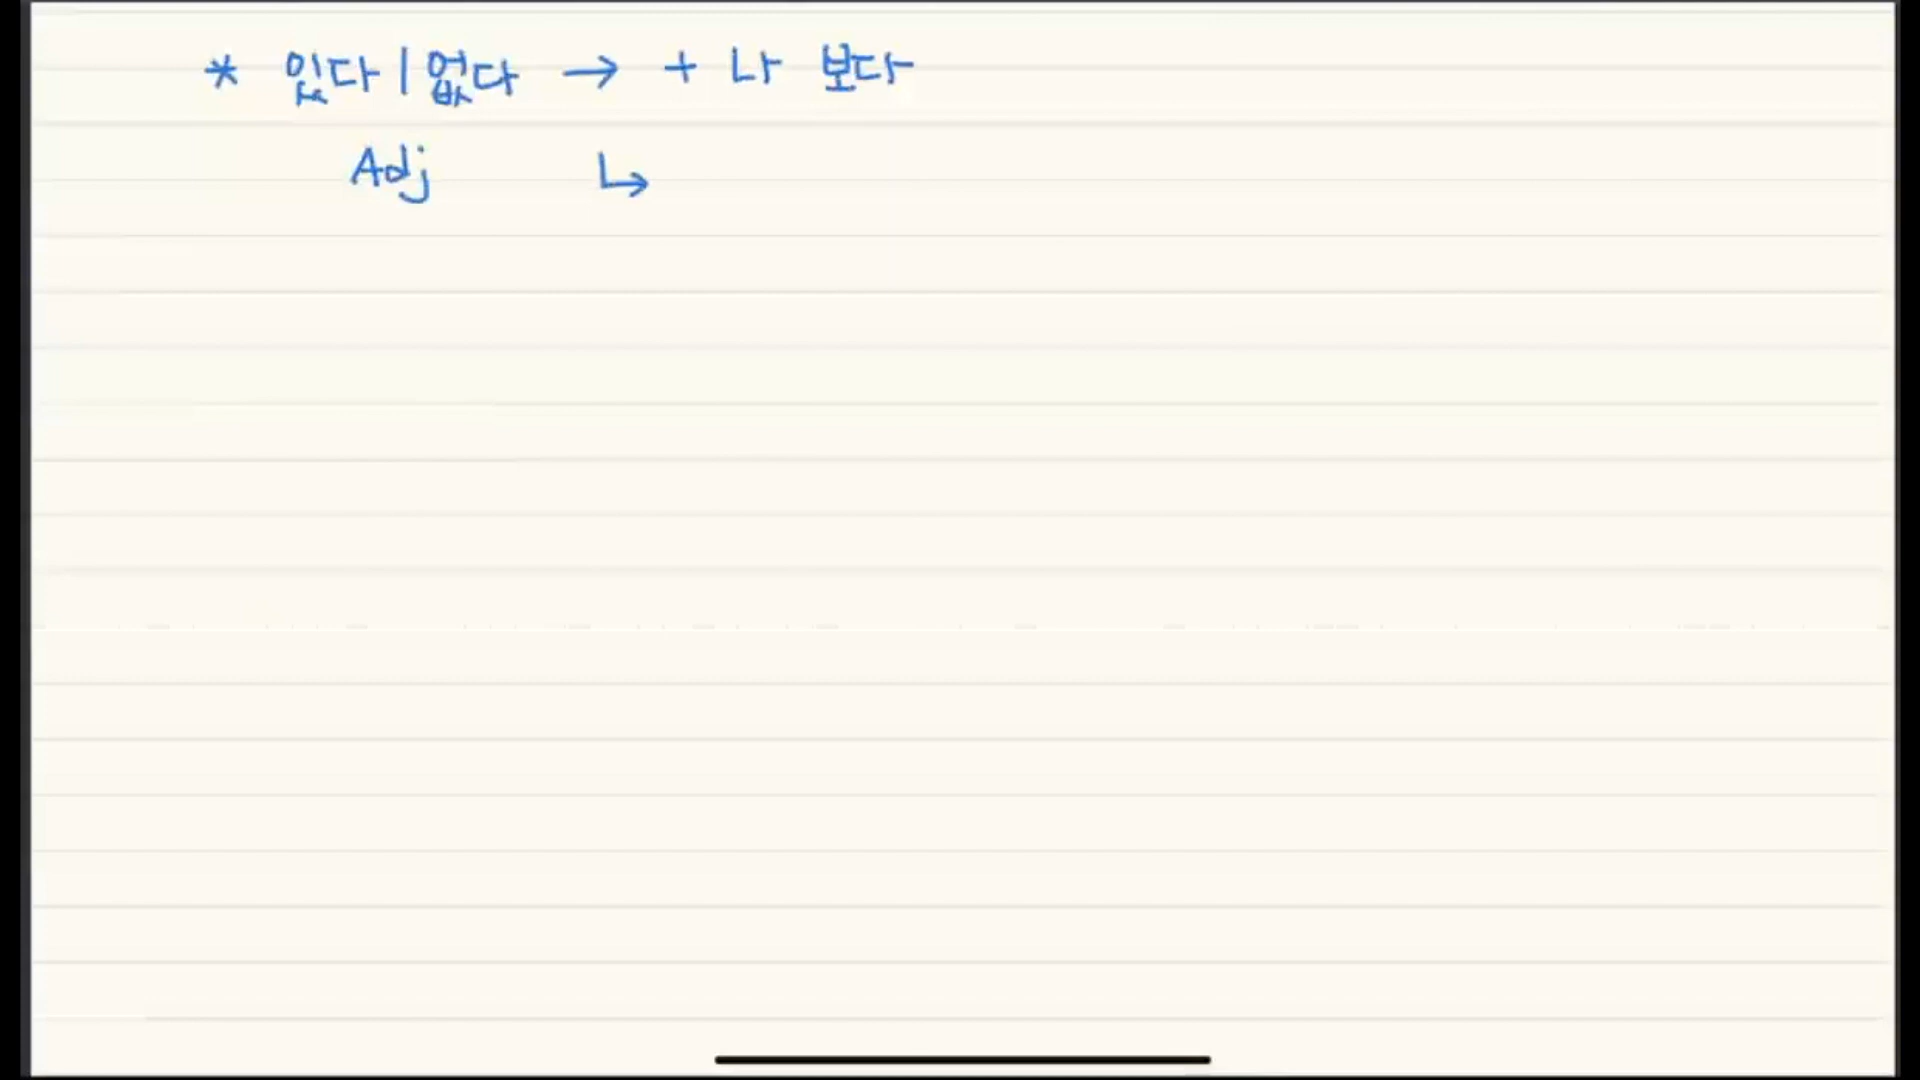 * 있다 / 없다 → + 나 보다
Adj ↳